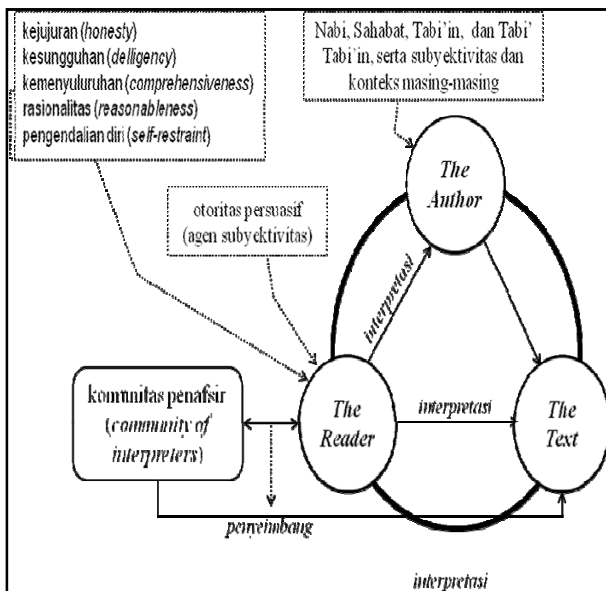 kejujuran (honesty)
kesungguhan (delligency)
kemenyuluruhan (comprehensiveness)
rasionalitas (reasonableness)
pengendalian diri (self-restraint)
Nabi, Sahabat, Tabi'in, dan Tabi'
Tabi'in, serta subyektivitas dan
konteks masing-masing
The
Author
otoritas persuasif
(agen subyektivitas)
interpretasi
komunitas penafsir
(community of
interpreters)
The
Reader
interpretasi
The
Text
penyeimbang
interpretasi